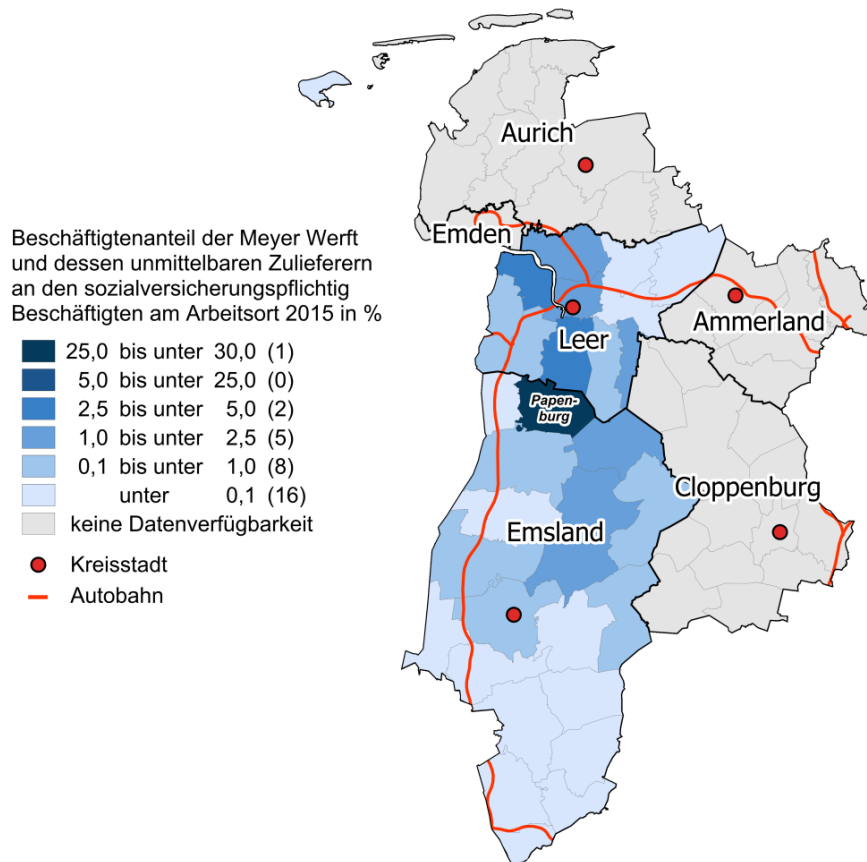 Aurich
Emden
Beschäftigtenanteil der Meyer Werft
und dessen unmittelbaren Zulieferern
an den sozialversicherungspflichtig
Beschäftigten am Arbeitsort 2015 in %
25,0 bis unter 30,0 (1)
5,0 bis unter 25,0 (0)
2,5 bis unter 5,0 (2)
1,0 bis unter 2,5 (5)
0,1 bis unter 1,0 (8)
unter 0,1 (16)
keine Datenverfügbarkeit
Kreisstadt
Autobahn
Ammerland
Leer
Papen-
burg
Cloppenburg
Emsland